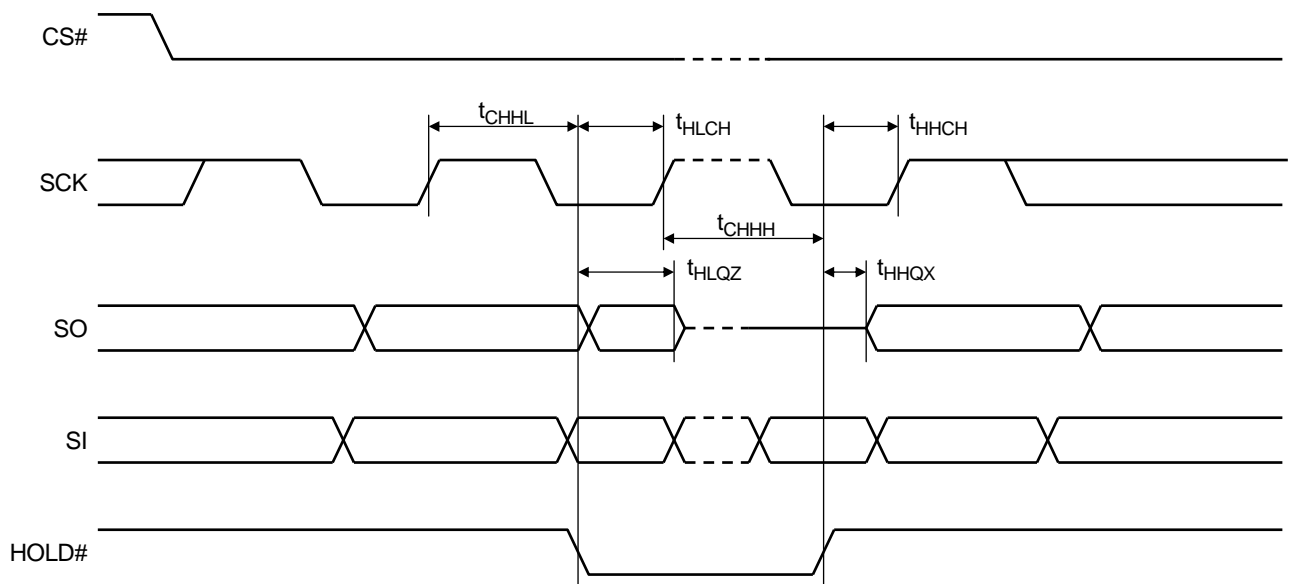 CS#
tCHHL
tHLCH
tHHCH
SCK
tCHHH
tHLQZ
tHHQX
SO
SI
HOLD#